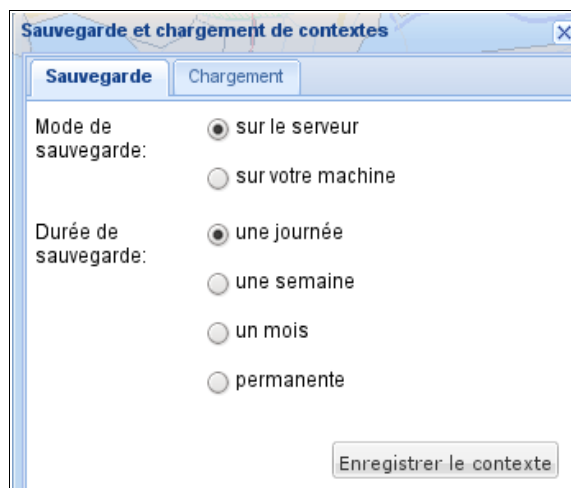 Sauvegarde et chargement de contextes
Sauvegarde Chargement
Mode de sauvegarde:
sur le serveur
sur votre machine
Durée de sauvegarde:
une journée
une semaine
un mois
permanente
Enregistrer le contexte